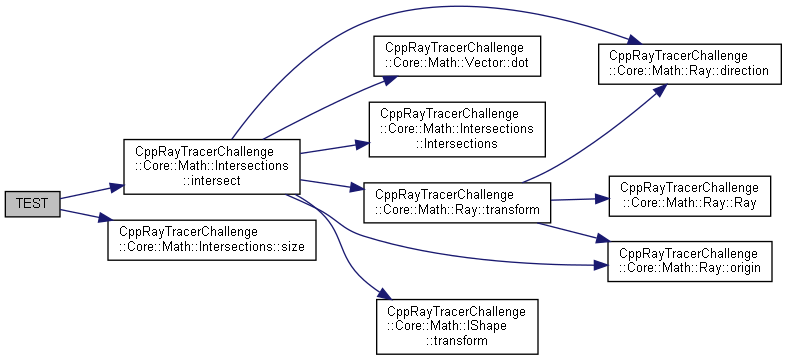 TEST
CppRayTracerChallenge
::Core::Math::Intersections
::intersect
CppRayTracerChallenge
::Core::Math::Intersections::size
CppRayTracerChallenge
::Core::Math::Vector::dot
CppRayTracerChallenge
::Core::Math::Intersections
::Intersections
CppRayTracerChallenge
::Core::Math::Ray::transform
CppRayTracerChallenge
::Core::Math::IShape
::transform
CppRayTracerChallenge
::Core::Math::Ray::direction
CppRayTracerChallenge
::Core::Math::Ray::Ray
CppRayTracerChallenge
::Core::Math::Ray::origin